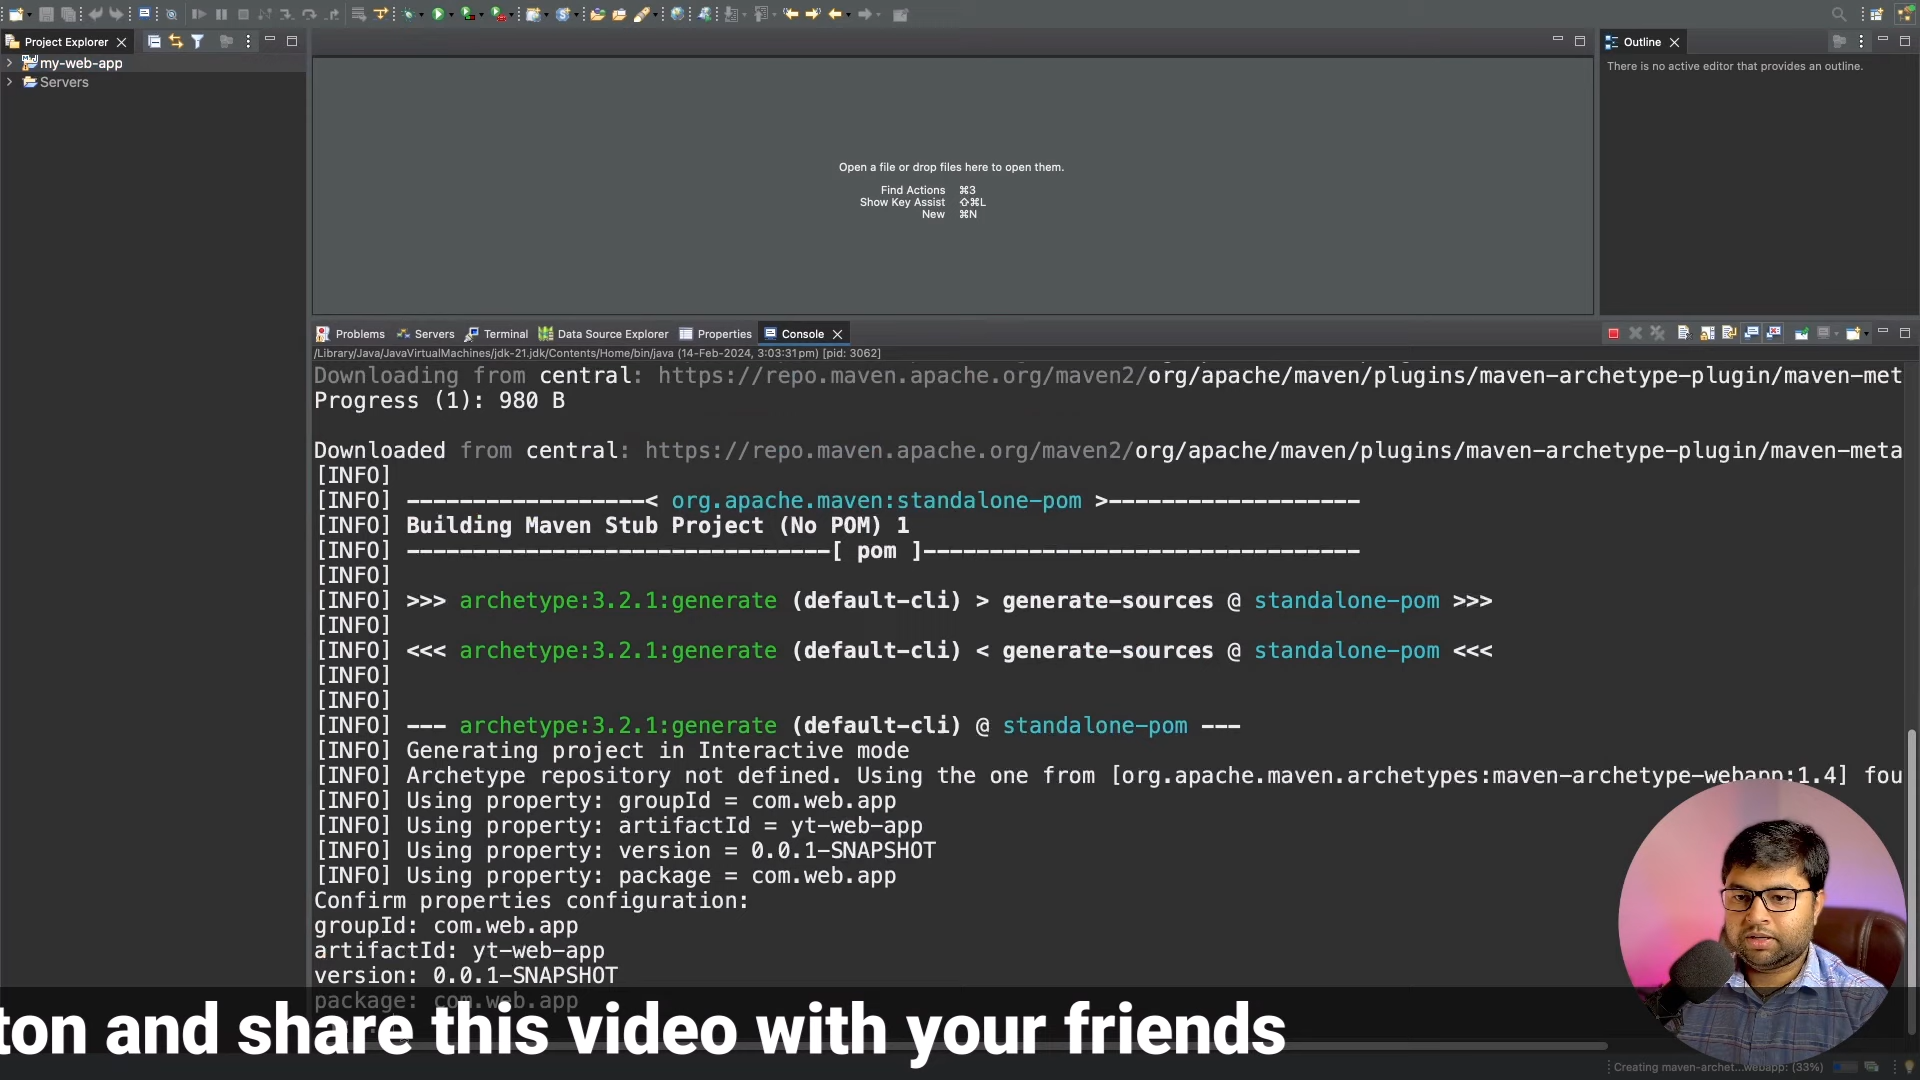 Project Explorer
my-web-app
Servers
Open a file or drop files here to open them.
Find Actions ⌘3
Show Key Assist ⇧⌘L
New ⌘N
Outline
There is no active editor that provides an outline.
Problems Servers Terminal Data Source Explorer Properties Console
/Library/Java/JavaVirtualMachines/jdk-21.jdk/Contents/Home/bin/java (14-Feb-2024, 3:03:31 pm) [pid: 3062]
Downloading from central: https://repo.maven.apache.org/maven2/org/apache/maven/plugins/maven-archetype-plugin/maven-met
Progress (1): 980 B
Downloaded from central: https://repo.maven.apache.org/maven2/org/apache/maven/plugins/maven-archetype-plugin/maven-meta
[INFO]
[INFO] ------------------< org.apache.maven:standalone-pom >-------------------
[INFO] Building Maven Stub Project (No POM) 1
[INFO] --------------------------------[ pom ]---------------------------------
[INFO]
[INFO] >>> archetype:3.2.1:generate (default-cli) > generate-sources @ standalone-pom >>>
[INFO]
[INFO] <<< archetype:3.2.1:generate (default-cli) < generate-sources @ standalone-pom <<<
[INFO]
[INFO]
[INFO] --- archetype:3.2.1:generate (default-cli) @ standalone-pom ---
[INFO] Generating project in Interactive mode
[INFO] Archetype repository not defined. Using the one from [org.apache.maven.archetypes:maven-archetype-webapp:1.4] fou
[INFO] Using property: groupId = com.web.app
[INFO] Using property: artifactId = yt-web-app
[INFO] Using property: version = 0.0.1-SNAPSHOT
[INFO] Using property: package = com.web.app
Confirm properties configuration:
groupId: com.web.app
artifactId: yt-web-app
version: 0.0.1-SNAPSHOT
package: com.web.app
ton and share this video with your friends
Creating maven-archet...webapp: (33%)